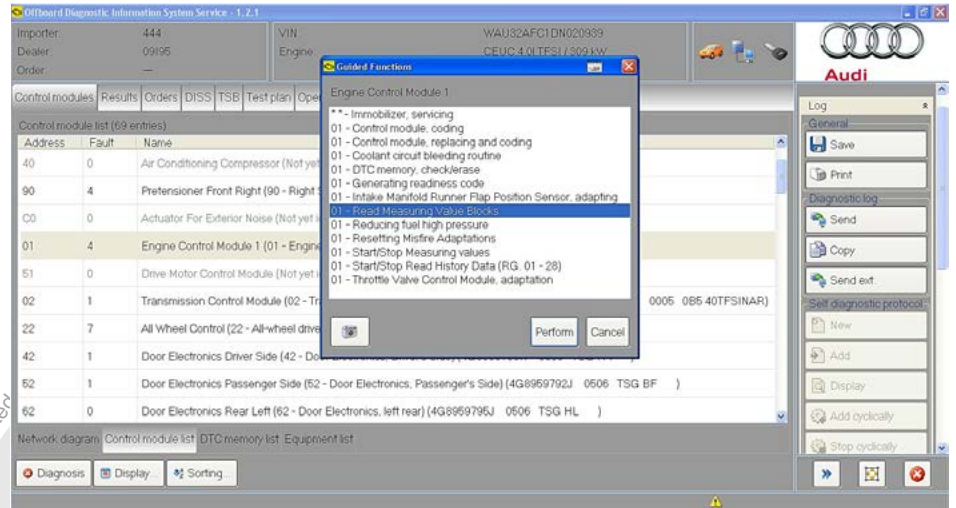 Offboard Diagnostic Information System Service - 1.2.1
Importer: 444 VIN: WAU32AFC1DN020939
Dealer: 09195 Engine: CEUC 4.0l TFSI / 309 kW
Order: —
Audi
Control modules Results Orders DISS TSB Test plan
Control module list (69 entries)
Address Fault Name
40 0 Air Conditioning Compressor (Not yet
90 4 Pretensioner Front Right (90 - Right
C0 0 Actuator For Exterior Noise (Not yet
01 4 Engine Control Module 1 (01 - Engine
51 0 Drive Motor Control Module (Not yet
02 1 Transmission Control Module (02 - 0005 0B5 40TFSINAR)
22 7 All Wheel Control (22 - All-wheel drive
42 1 Door Electronics Driver Side (42 -
52 1 Door Electronics Passenger Side (52 - Door Electronics, Passenger's Side) (4G8959792J 0506 TSG BF )
62 0 Door Electronics Rear Left (62 - Door Electronics, left rear) (4G8959795J 0506 TSG HL )
Network diagram Control module list DTC memory list Equipment list
Diagnosis Display... Sorting...
Guided Functions
Engine Control Module 1
** - Immobilizer, servicing
01 - Control module, coding
01 - Control module, replacing and coding
01 - Coolant circuit bleeding routine
01 - DTC memory, check/erase
01 - Generating readiness code
01 - Intake Manifold Runner Flap Position Sensor, adapting
01 - Read Measuring Value Blocks
01 - Reducing fuel high pressure
01 - Resetting Misfire Adaptations
01 - Start/Stop Measuring values
01 - Start/Stop Read History Data (RG. 01 - 28)
01 - Throttle Valve Control Module, adaptation
Perform Cancel
Log
General
Save
Print
Diagnostic log
Send
Copy
Send ext.
Self diagnostic protocol
New
Add
Display
Add cyclically
Stop cyclically